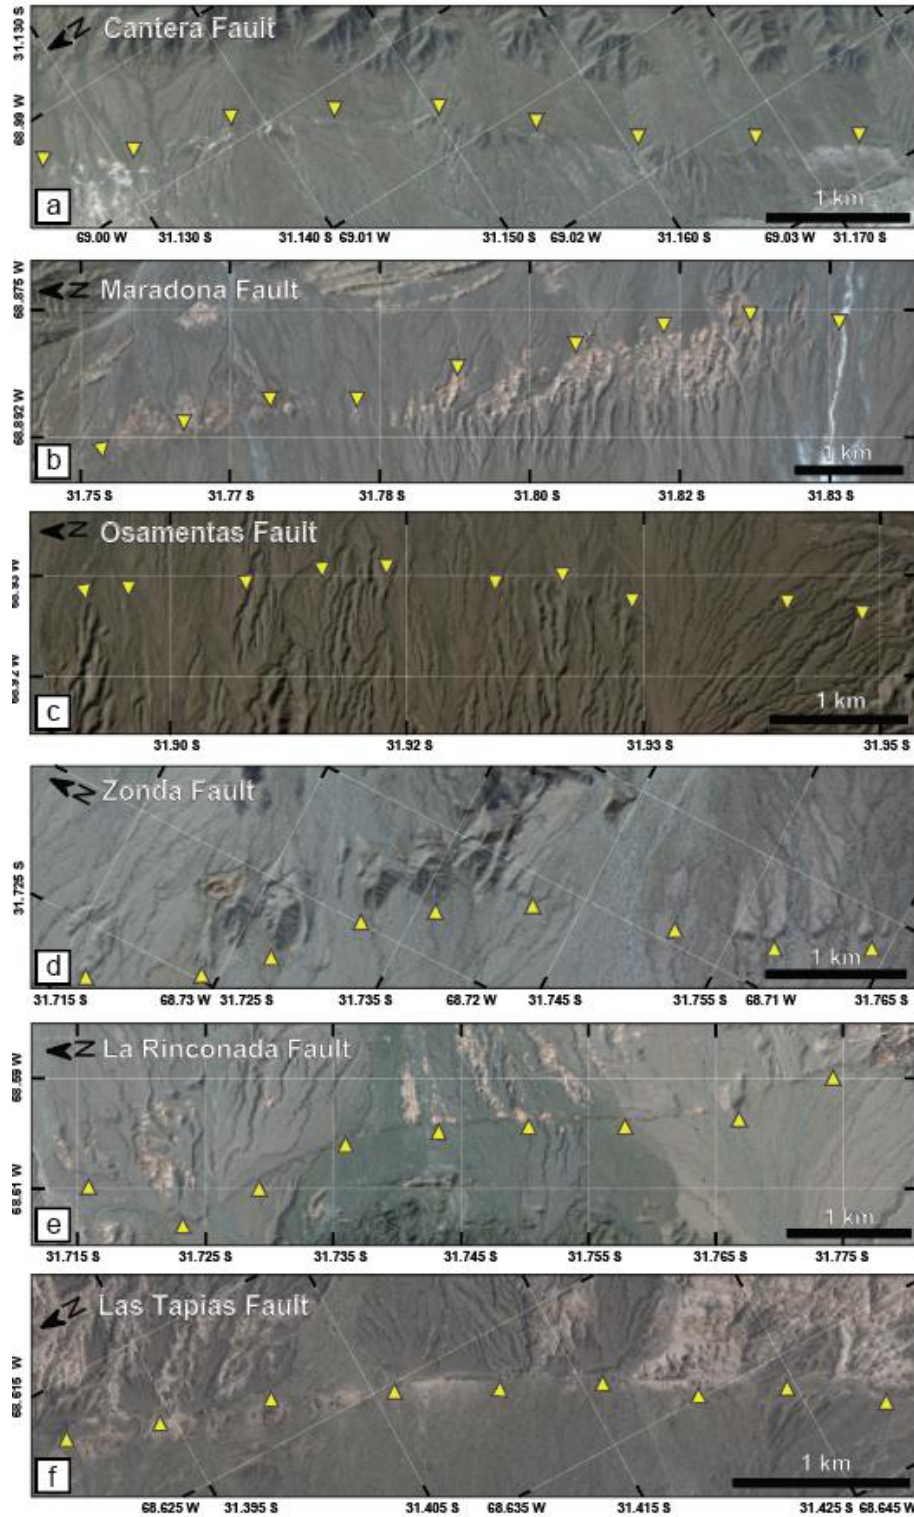 N Cantera Fault
31.130 S
68.99 W
a
1 km
69.00 W 31.130 S 31.140 S 69.01 W 31.150 S 69.02 W 31.160 S 69.03 W 31.170 S
N Maradona Fault
68.875 W
68.892 W
b
1 km
31.75 S 31.77 S 31.78 S 31.80 S 31.82 S 31.83 S
N Osamentas Fault
c
1 km
31.90 S 31.92 S 31.93 S 31.95 S
N Zonda Fault
31.725 S
d
1 km
31.715 S 68.73 W 31.725 S 31.735 S 68.72 W 31.745 S 31.755 S 68.71 W 31.765 S
N La Rinconada Fault
68.59 W
68.61 W
e
1 km
31.715 S 31.725 S 31.735 S 31.745 S 31.755 S 31.765 S 31.775 S
N Las Tapias Fault
68.615 W
f
1 km
68.625 W 31.395 S 31.405 S 68.635 W 31.415 S 31.425 S 68.645 W